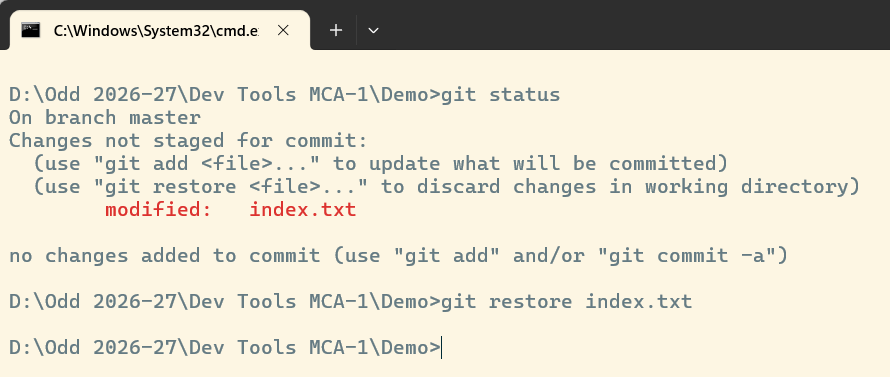 C:\Windows\System32\cmd.e
D:\Odd 2026-27\Dev Tools MCA-1\Demo>git status
On branch master
Changes not staged for commit:
  (use "git add <file>..." to update what will be committed)
  (use "git restore <file>..." to discard changes in working directory)
        modified:   index.txt
no changes added to commit (use "git add" and/or "git commit -a")
D:\Odd 2026-27\Dev Tools MCA-1\Demo>git restore index.txt
D:\Odd 2026-27\Dev Tools MCA-1\Demo>